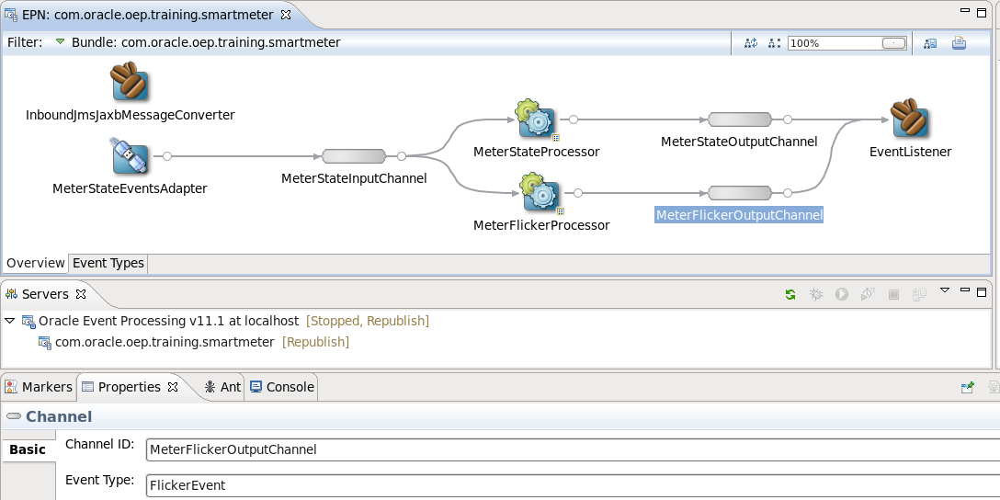 EPN: com.oracle.oep.training.smartmeter
Filter: Bundle: com.oracle.oep.training.smartmeter 100%
InboundJmsJaxbMessageConverter
MeterStateEventsAdapter
MeterStateInputChannel
MeterStateProcessor
MeterFlickerProcessor
MeterStateOutputChannel
MeterFlickerOutputChannel
EventListener
Overview Event Types
Servers
Oracle Event Processing v11.1 at localhost [Stopped, Republish]
com.oracle.oep.training.smartmeter [Republish]
Markers Properties Ant Console
Channel
Basic
Channel ID: MeterFlickerOutputChannel
Event Type: FlickerEvent